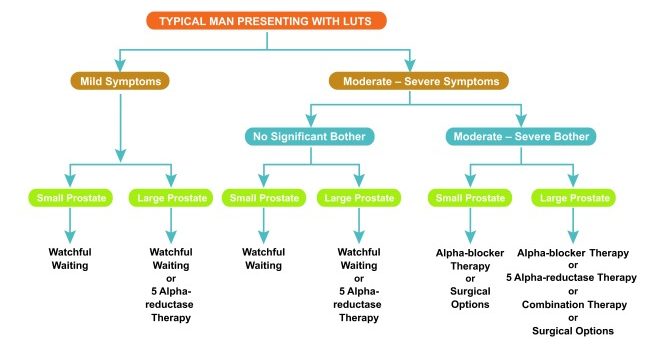 TYPICAL MAN PRESENTING WITH LUTS
Mild Symptoms
Moderate – Severe Symptoms
No Significant Bother
Moderate – Severe Bother
Small Prostate
Large Prostate
Small Prostate
Large Prostate
Small Prostate
Large Prostate
Watchful
Waiting
Watchful
Waiting
or
5 Alpha-
reductase
Therapy
Watchful
Waiting
Watchful
Waiting
or
5 Alpha-
reductase
Therapy
Alpha-blocker
Therapy
or
Surgical
Options
Alpha-blocker Therapy
or
5 Alpha-reductase Therapy
or
Combination Therapy
or
Surgical Options